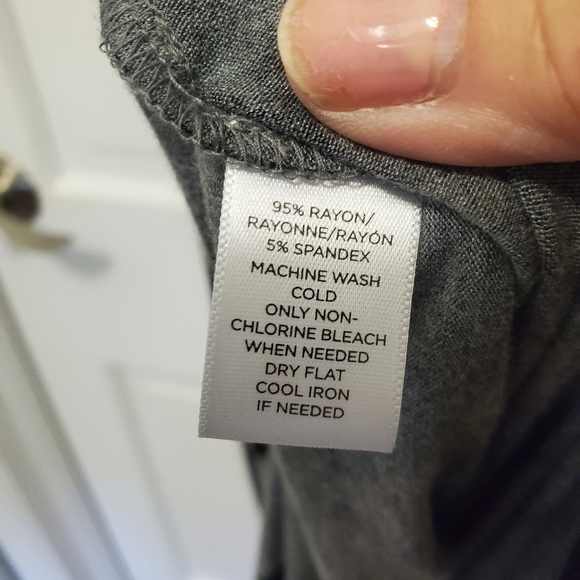 95% RAYON/
RAYONNE/RAYÓN
5% SPANDEX
MACHINE WASH
COLD
ONLY NON-
CHLORINE BLEACH
WHEN NEEDED
DRY FLAT
COOL IRON
IF NEEDED